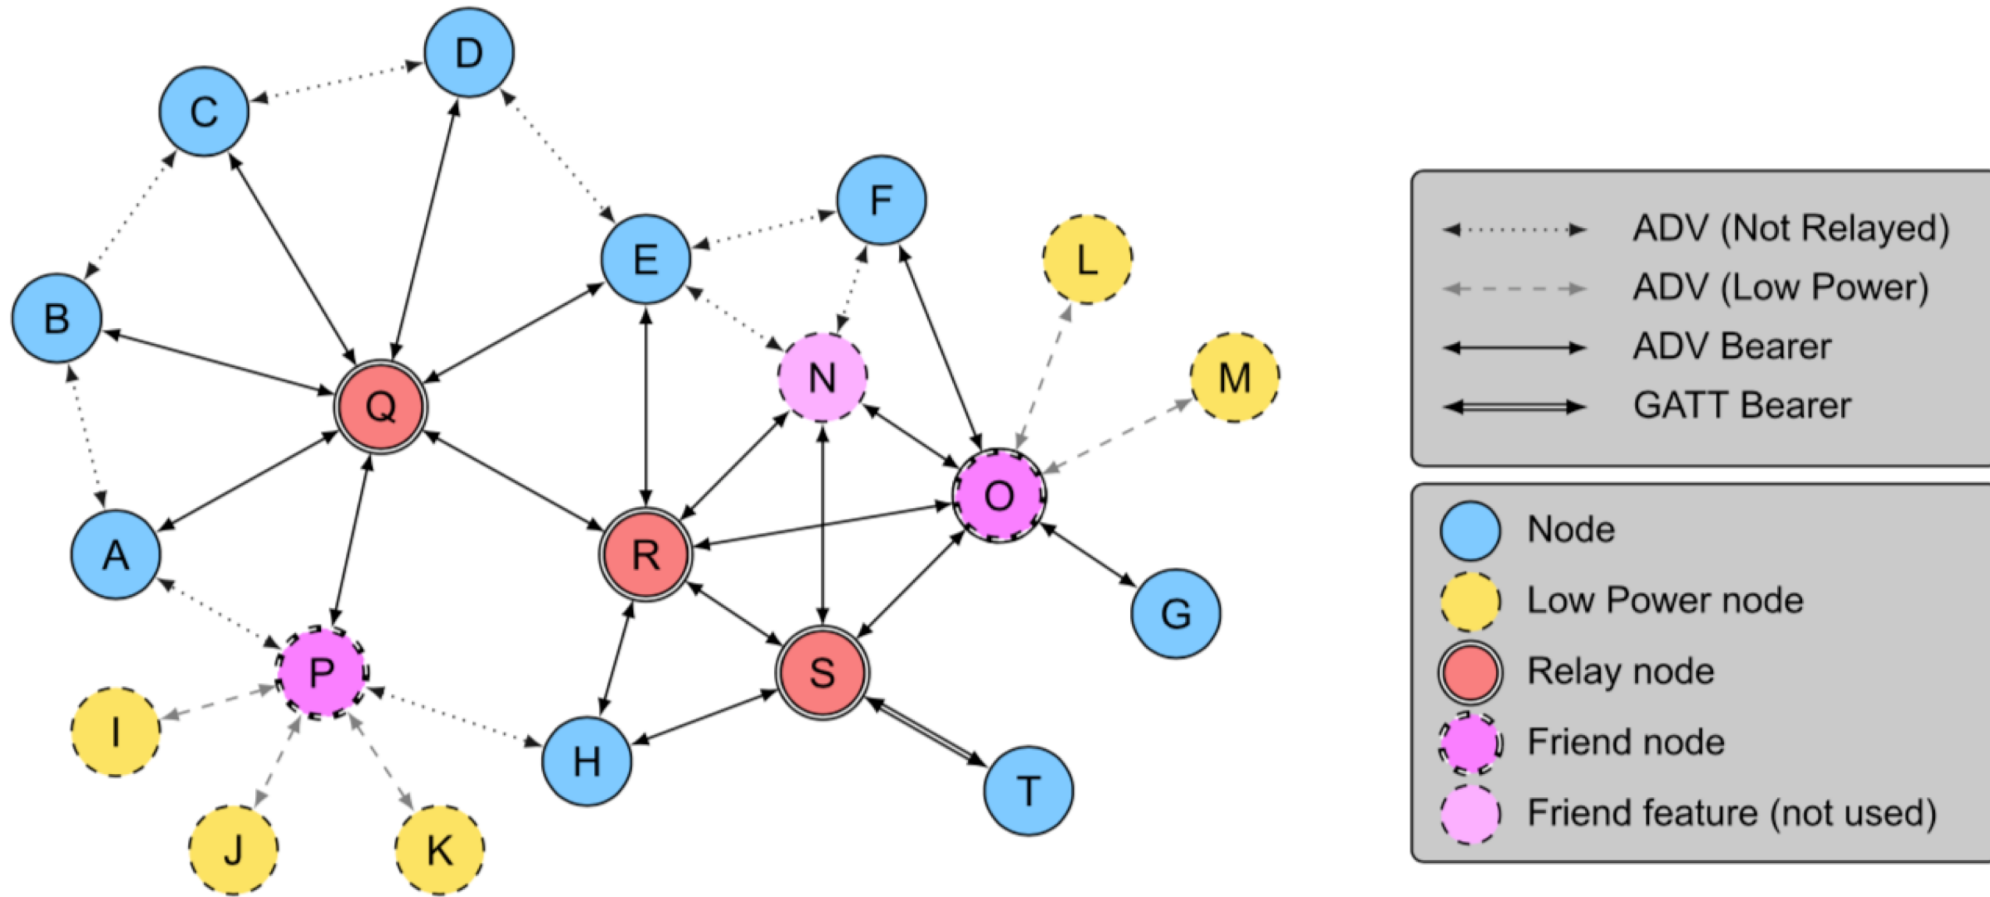 D
C
F
E
L
B
N
M
Q
O
A
R
G
P
S
I
H
T
J
K
ADV (Not Relayed)
ADV (Low Power)
ADV Bearer
GATT Bearer
Node
Low Power node
Relay node
Friend node
Friend feature (not used)